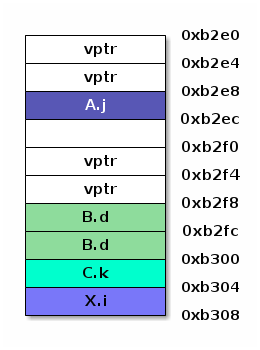 0xb2e0
vptr
0xb2e4
vptr
0xb2e8
A.j
0xb2ec
0xb2f0
vptr
0xb2f4
vptr
0xb2f8
B.d
0xb2fc
B.d
0xb300
C.k
0xb304
X.i
0xb308